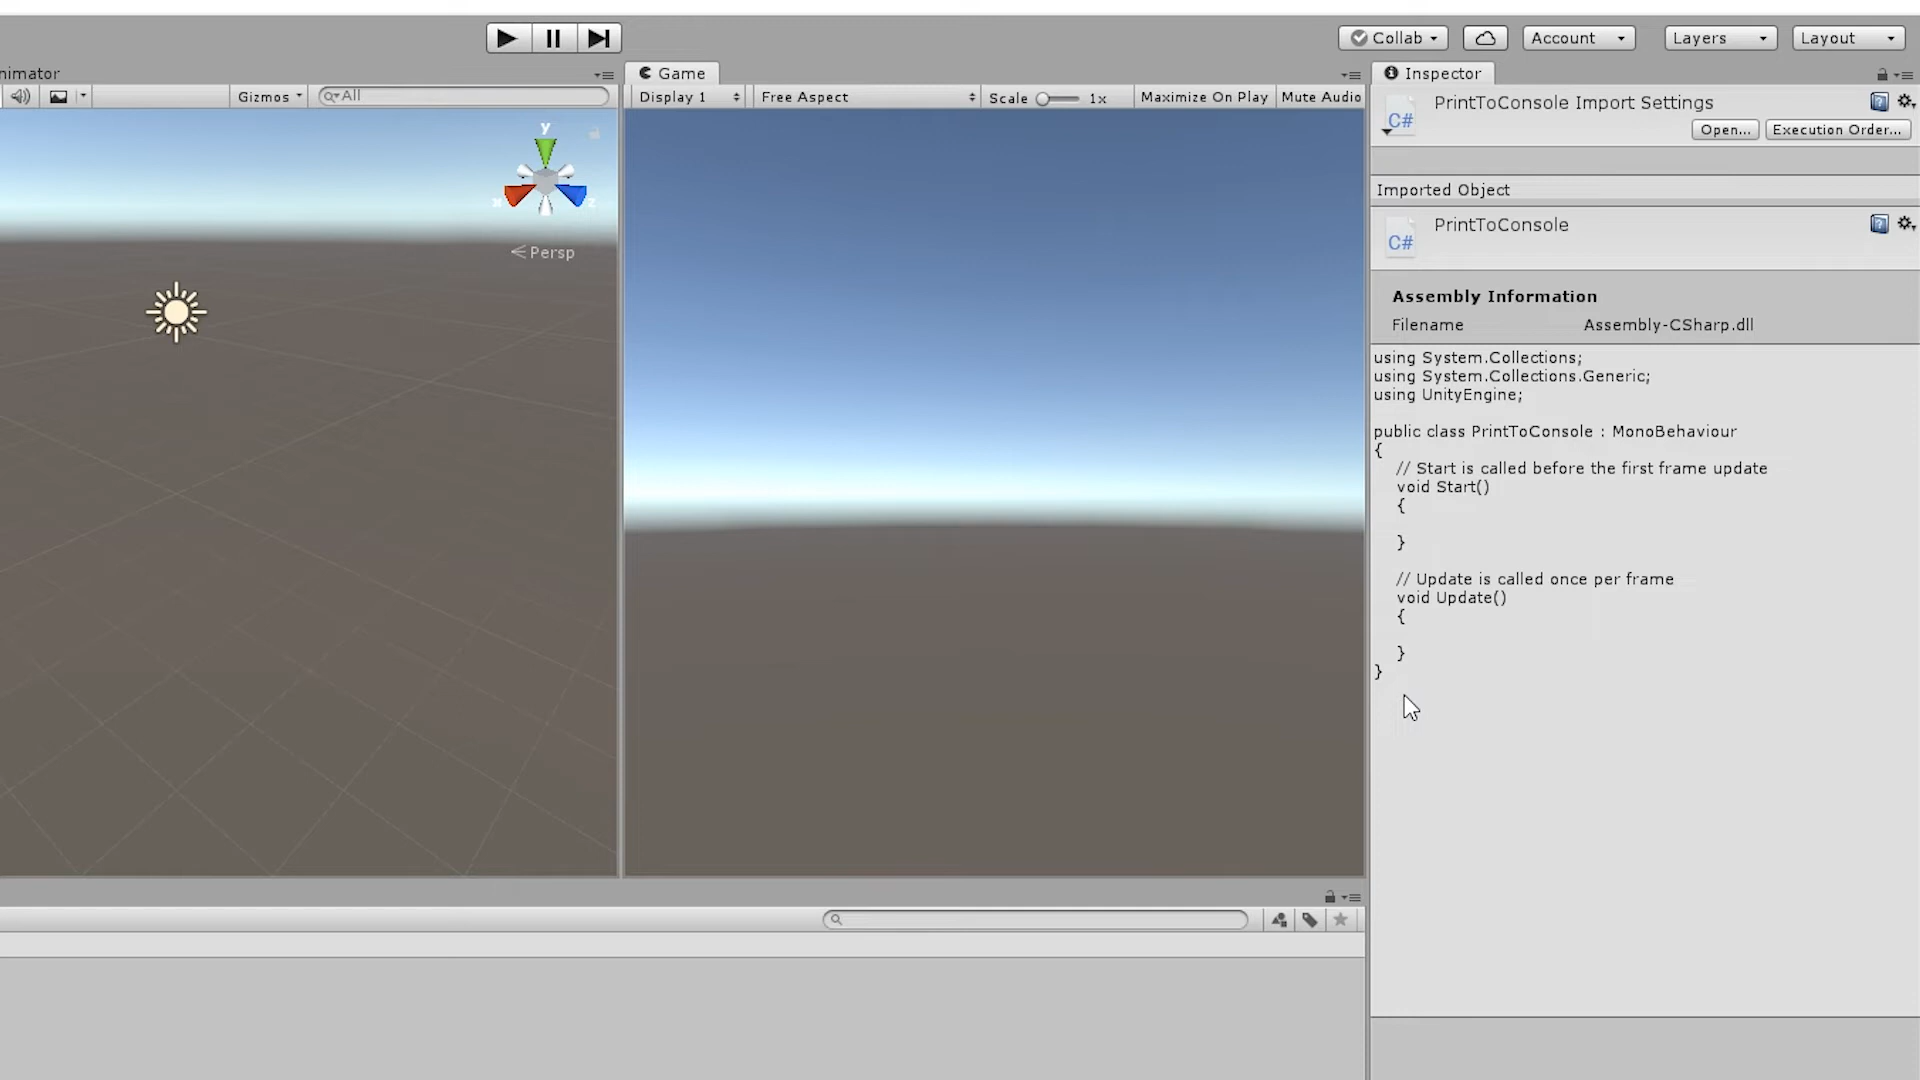 Collab
Account
Layers
Layout
nimator
Game
Inspector
Gizmos
All
Display 1
Free Aspect
Scale
1x
Maximize On Play
Mute Audio
C#
PrintToConsole Import Settings
Open...
Execution Order...
Imported Object
C#
PrintToConsole
y
x
z
Persp
Assembly Information
Filename
Assembly-CSharp.dll
using System.Collections;
using System.Collections.Generic;
using UnityEngine;
public class PrintToConsole : MonoBehaviour
{
// Start is called before the first frame update
void Start()
{
}
// Update is called once per frame
void Update()
{
}
}